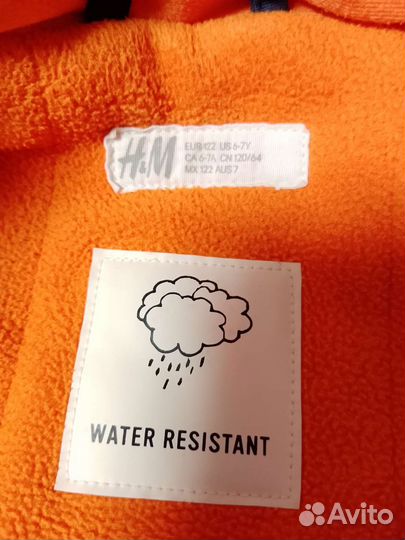 H&M
EUR 122 US 6-7Y
CA 6-7A CN 120/64
MX 122 AUS 7
WATER RESISTANT
Avito